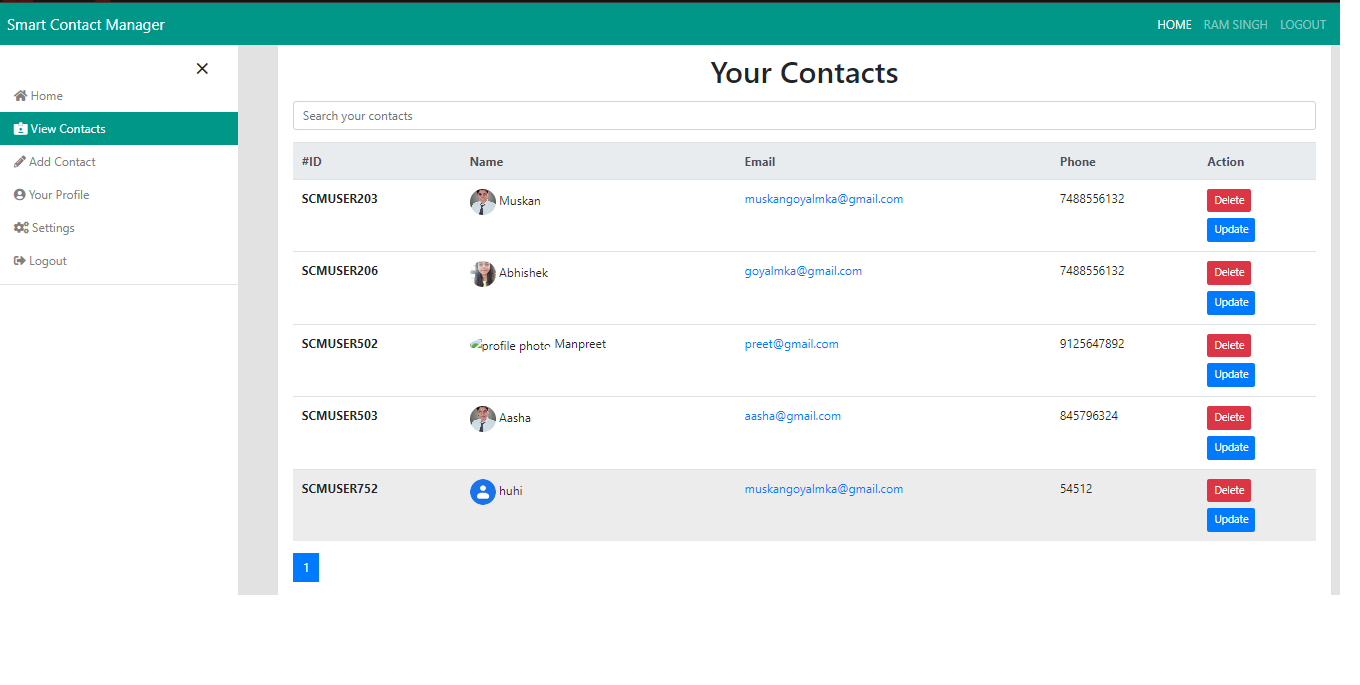 Smart Contact Manager HOME RAM SINGH LOGOUT
Home
View Contacts
Add Contact
Your Profile
Settings
Logout
Your Contacts
Search your contacts
#ID Name Email Phone Action
SCMUSER203 Muskan muskangoyalmka@gmail.com 7488556132 Delete
Update
SCMUSER206 Abhishek goyalmka@gmail.com 7488556132 Delete
Update
SCMUSER502 profile photo Manpreet preet@gmail.com 9125647892 Delete
Update
SCMUSER503 Aasha aasha@gmail.com 845796324 Delete
Update
SCMUSER752 huhi muskangoyalmka@gmail.com 54512 Delete
Update
1